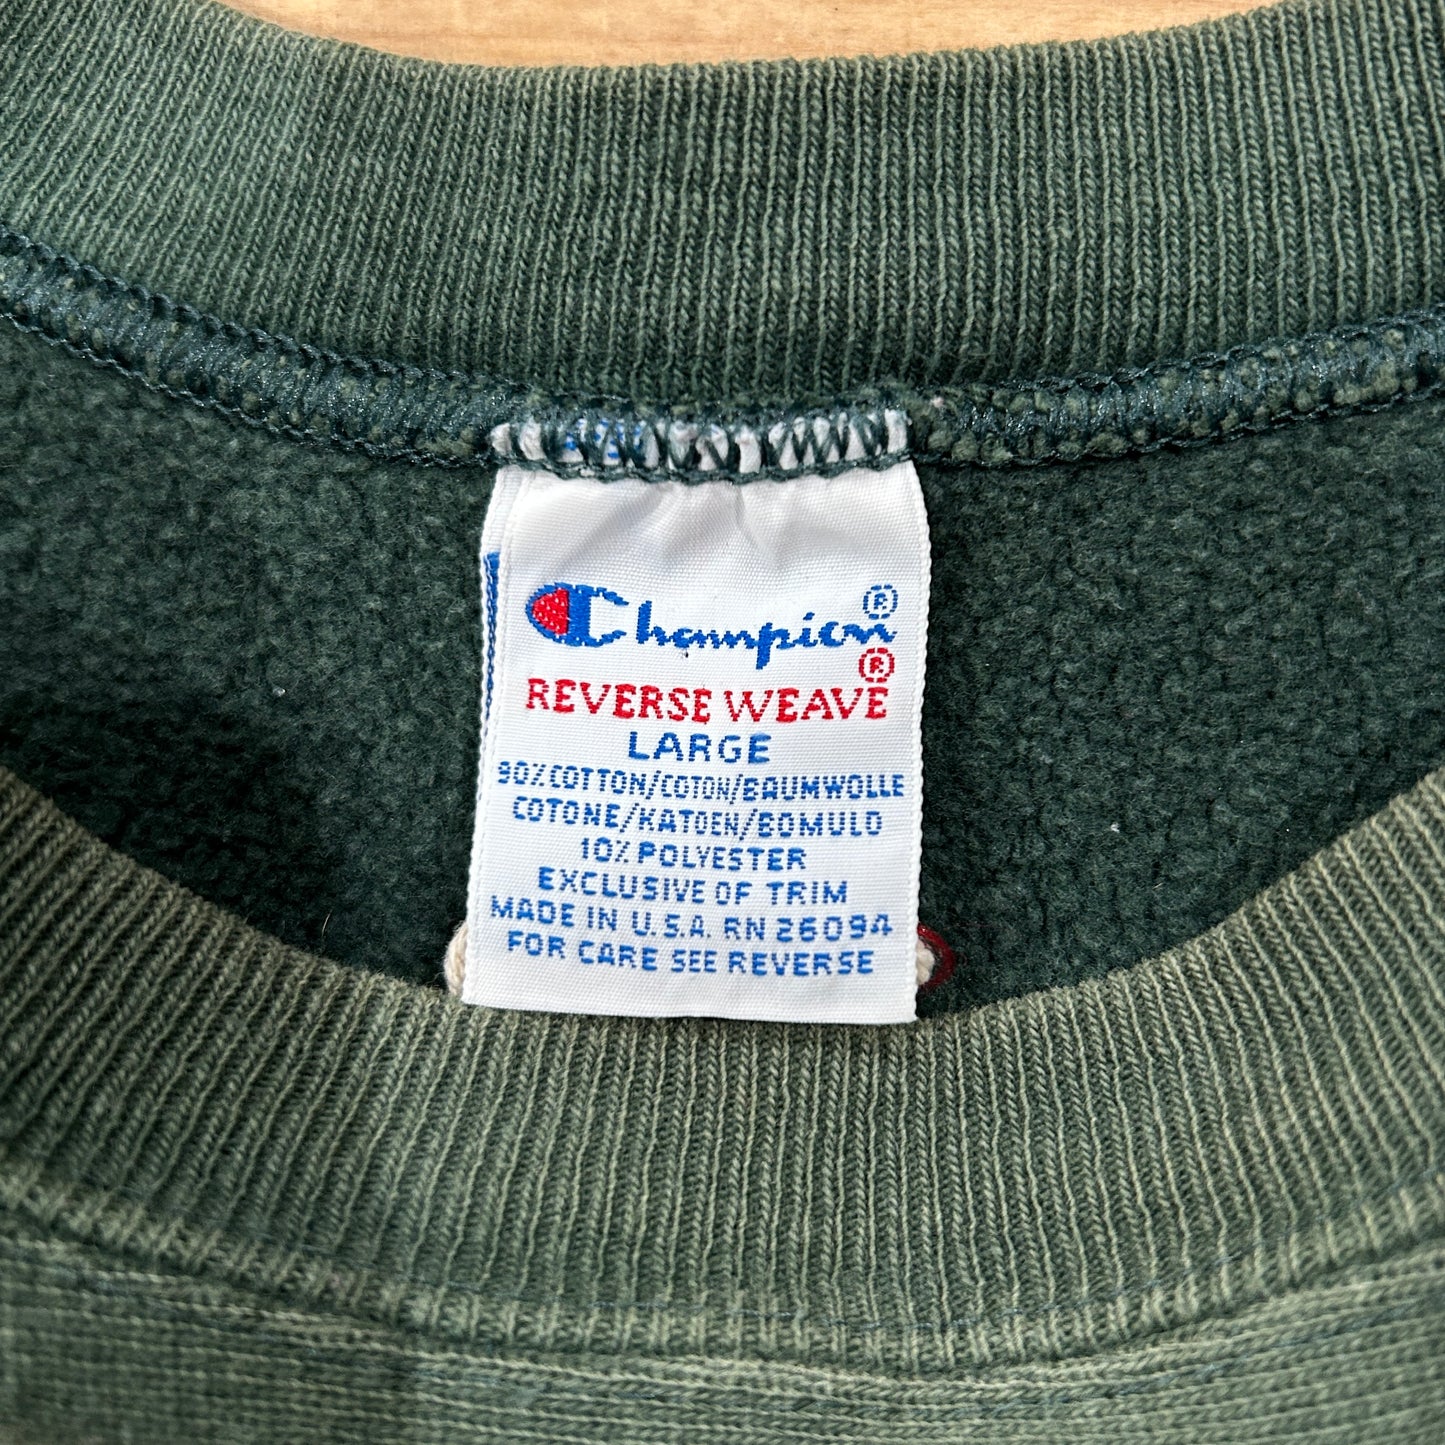 Champion®
®
REVERSE WEAVE
LARGE
90% COTTON/COTON/BAUMWOLLE
COTONE/KATOEN/BOMULD
10% POLYESTER
EXCLUSIVE OF TRIM
MADE IN U.S.A. RN 26094
FOR CARE SEE REVERSE